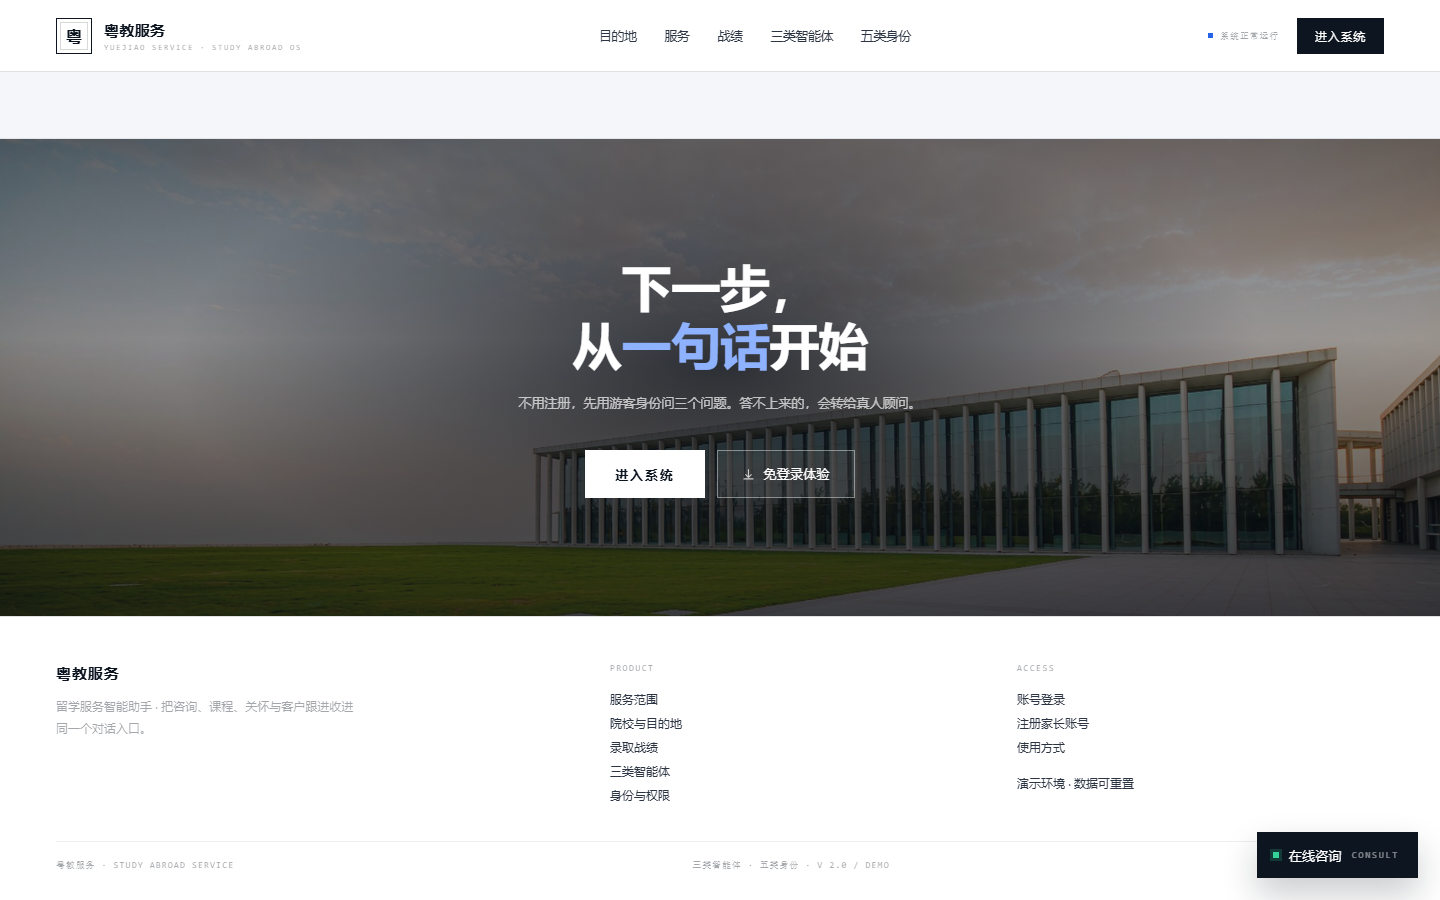 粤
粤教服务
YUEJIAO SERVICE · STUDY ABROAD OS
目的地
服务
战绩
三类智能体
五类身份
系统正常运行
进入系统
下一步，
从一句话开始
不用注册，先用游客身份问三个问题。答不上来的，会转给真人顾问。
进入系统
免登录体验
粤教服务
留学服务智能助手 · 把咨询、课程、关怀与客户跟进收进
同一个对话入口。
PRODUCT
服务范围
院校与目的地
录取战绩
三类智能体
身份与权限
ACCESS
账号登录
注册家长账号
使用方式
演示环境 · 数据可重置
粤教服务 · STUDY ABROAD SERVICE
三类智能体 · 五类身份 · V 2.0 / DEMO
在线咨询 CONSULT